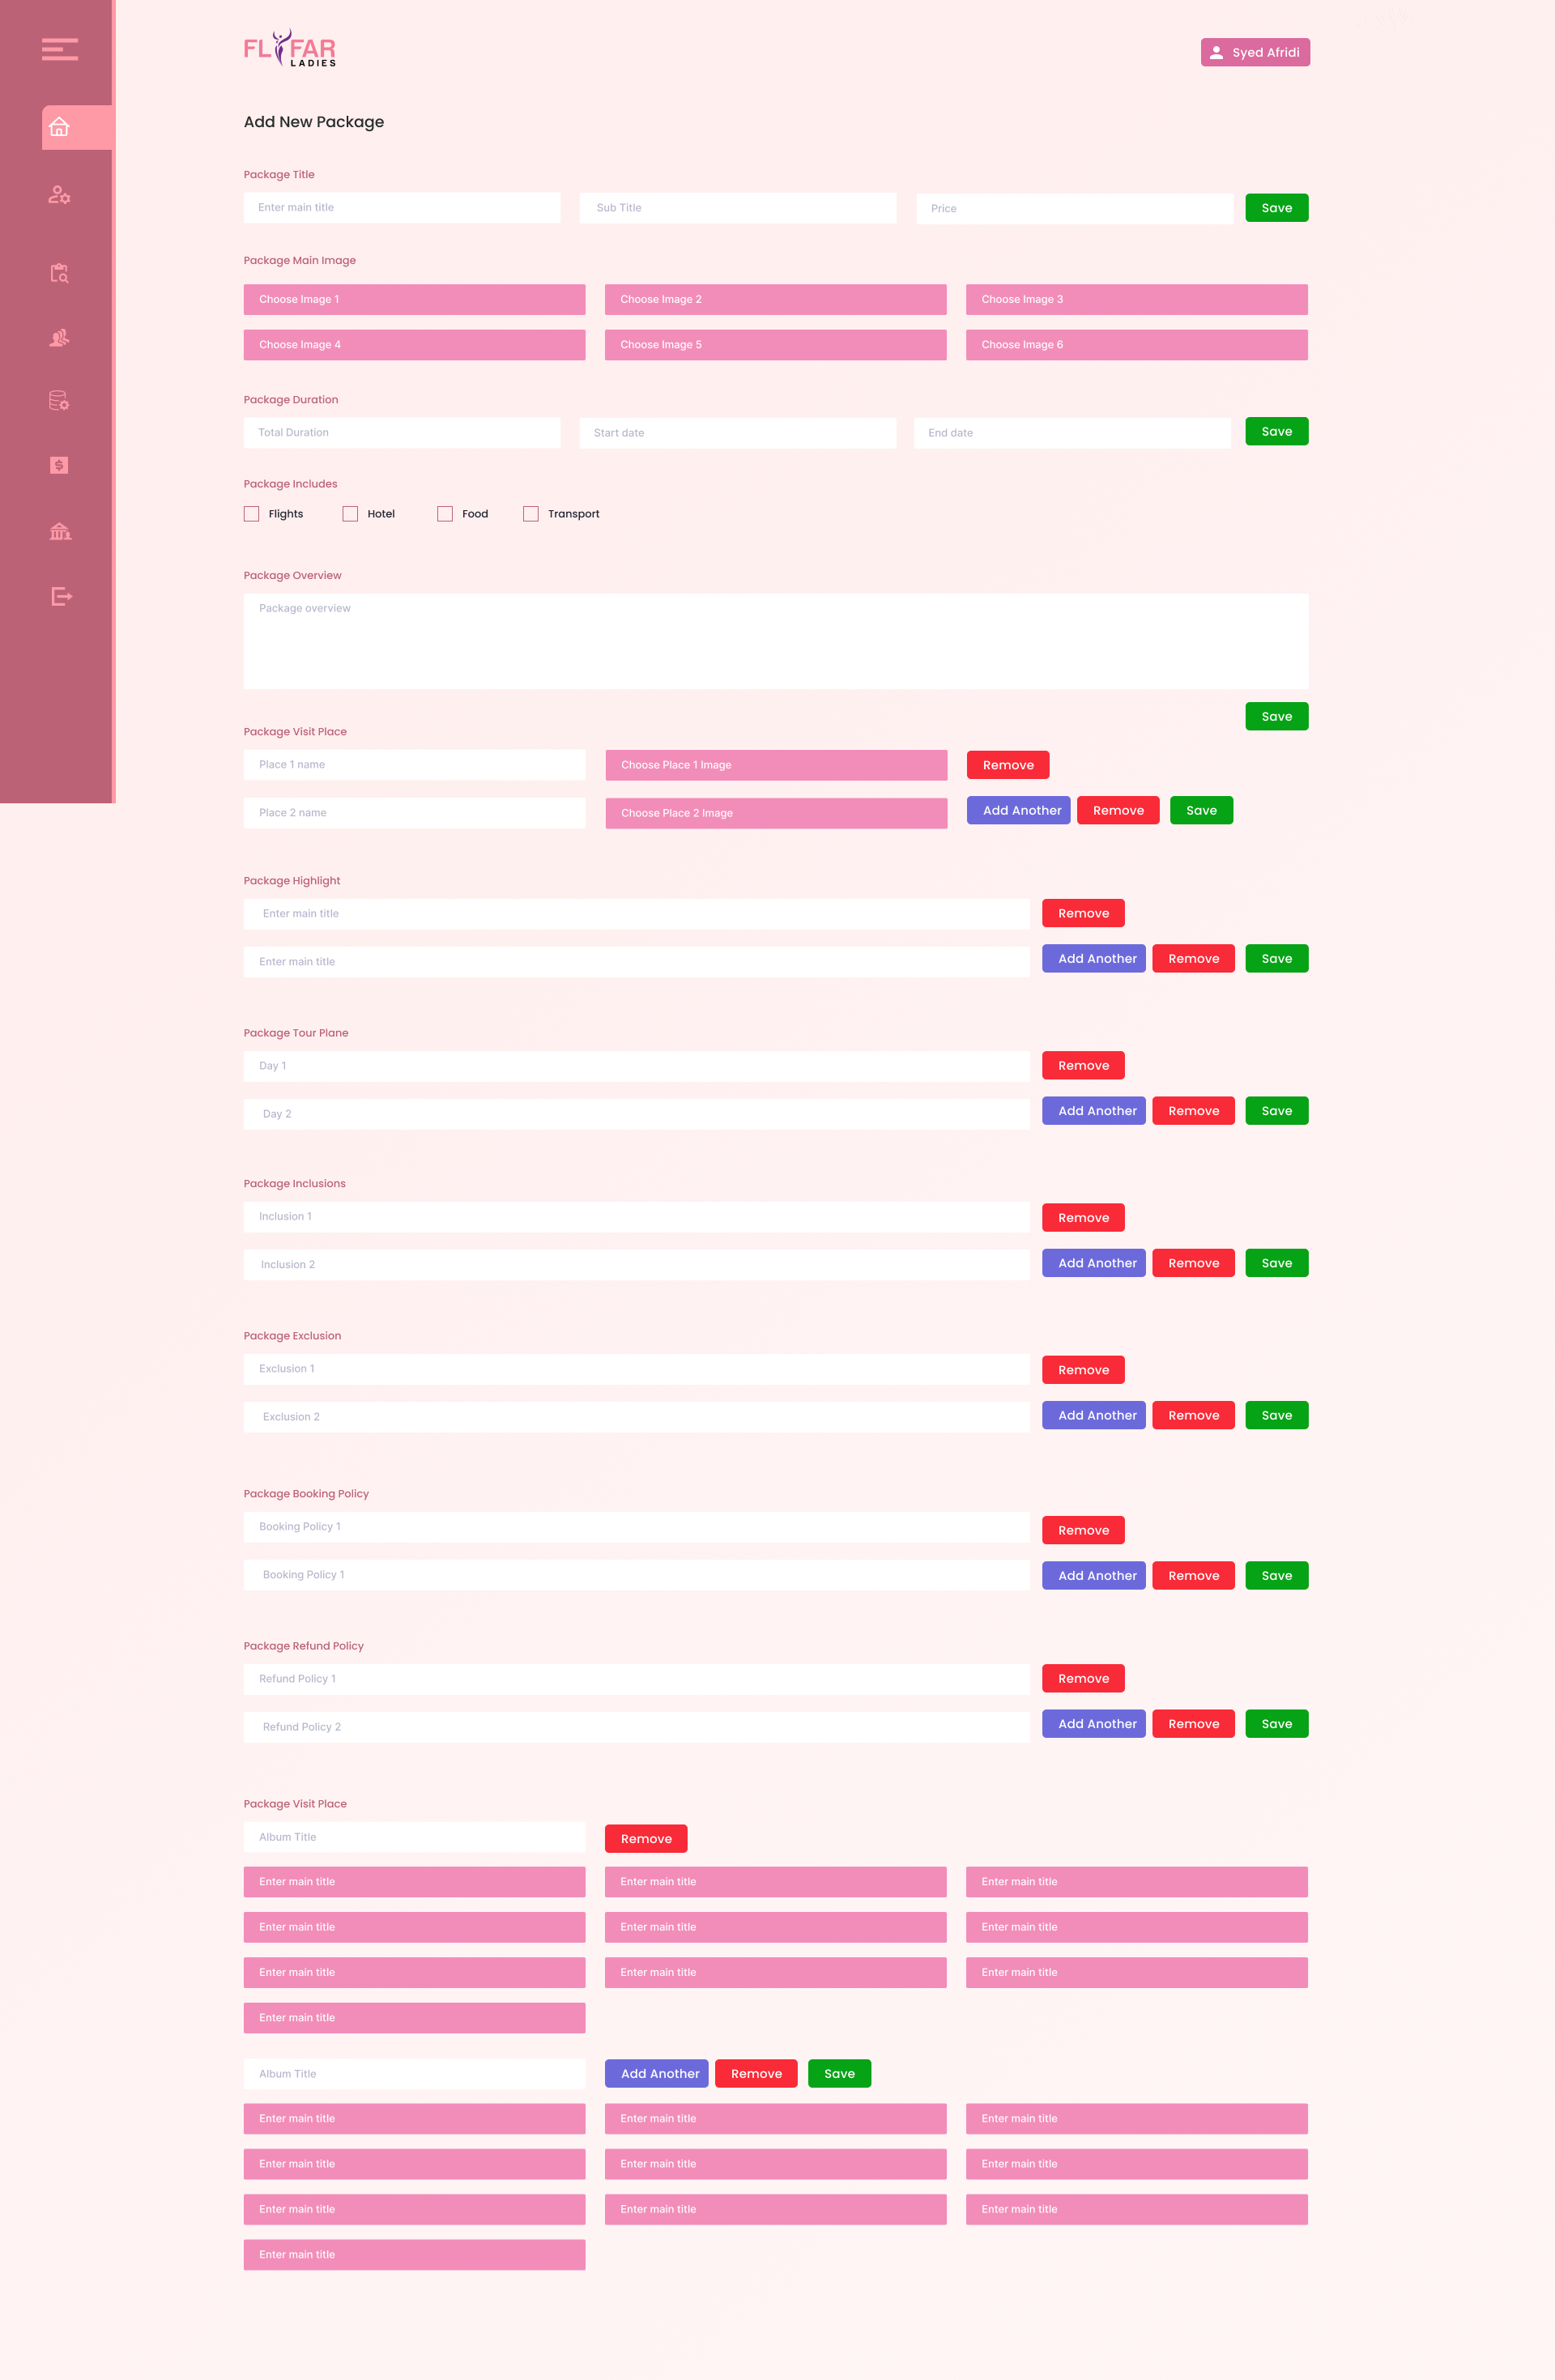 FLYFAR
LADIES
Syed Afridi
Add New Package
Package Title
Enter main title
Sub Title
Price
Save
Package Main Image
Choose Image 1
Choose Image 2
Choose Image 3
Choose Image 4
Choose Image 5
Choose Image 6
Package Duration
Total Duration
Start date
End date
Save
Package Includes
Flights
Hotel
Food
Transport
Package Overview
Package overview
Save
Package Visit Place
Place 1 name
Choose Place 1 Image
Remove
Place 2 name
Choose Place 2 Image
Add Another
Remove
Save
Package Highlight
Enter main title
Remove
Enter main title
Add Another
Remove
Save
Package Tour Plane
Day 1
Remove
Day 2
Add Another
Remove
Save
Package Inclusions
Inclusion 1
Remove
Inclusion 2
Add Another
Remove
Save
Package Exclusion
Exclusion 1
Remove
Exclusion 2
Add Another
Remove
Save
Package Booking Policy
Booking Policy 1
Remove
Booking Policy 1
Add Another
Remove
Save
Package Refund Policy
Refund Policy 1
Remove
Refund Policy 2
Add Another
Remove
Save
Package Visit Place
Album Title
Remove
Enter main title
Enter main title
Enter main title
Enter main title
Enter main title
Enter main title
Enter main title
Enter main title
Enter main title
Enter main title
Album Title
Add Another
Remove
Save
Enter main title
Enter main title
Enter main title
Enter main title
Enter main title
Enter main title
Enter main title
Enter main title
Enter main title
Enter main title